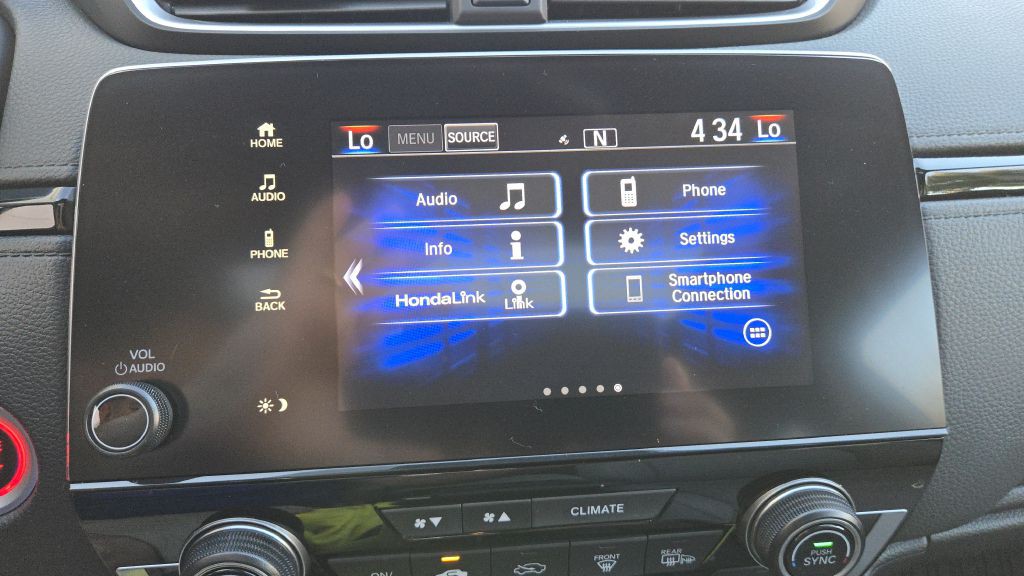 Lo MENU SOURCE N 4 34 Lo
HOME
AUDIO
PHONE
BACK
Audio
Phone
Info
Settings
HondaLink Link
Smartphone
Connection
VOL
AUDIO
CLIMATE
ON/
FRONT
REAR
PUSH
SYNC